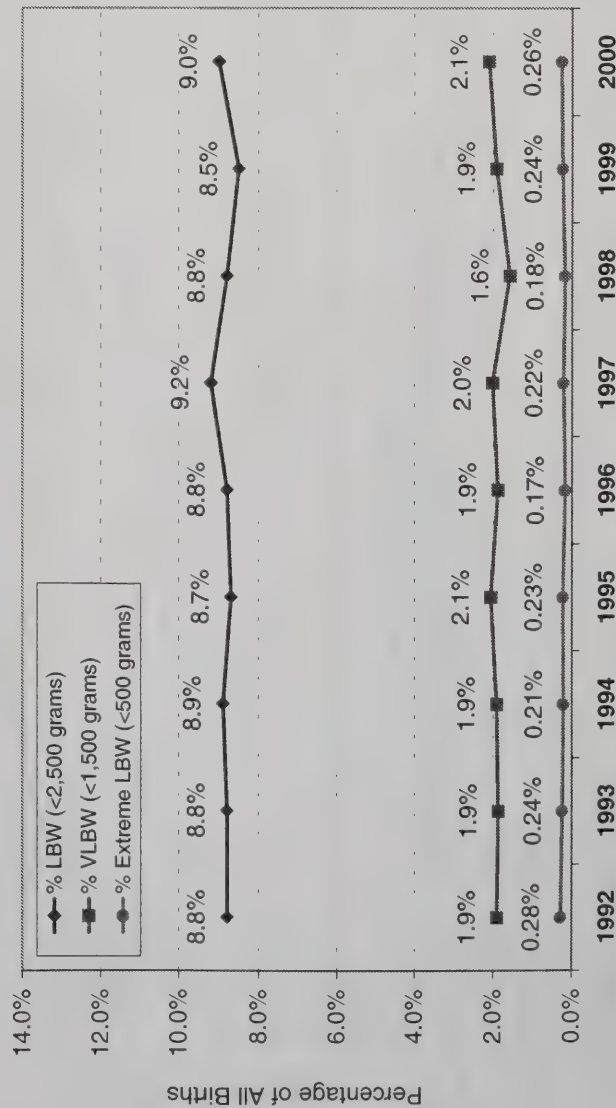 Percentage of All Births
14.0%
12.0%
10.0%
8.0%
6.0%
4.0%
2.0%
0.0%
% LBW (<2,500 grams)
% VLBW (<1,500 grams)
% Extreme LBW (<500 grams)
8.8% 8.8% 8.9% 8.7% 8.8% 9.2% 8.8% 8.5% 9.0%
1.9% 1.9% 1.9% 2.1% 1.9% 2.0% 1.6% 1.9% 2.1%
0.28% 0.24% 0.21% 0.23% 0.17% 0.22% 0.18% 0.24% 0.26%
1992 1993 1994 1995 1996 1997 1998 1999 2000